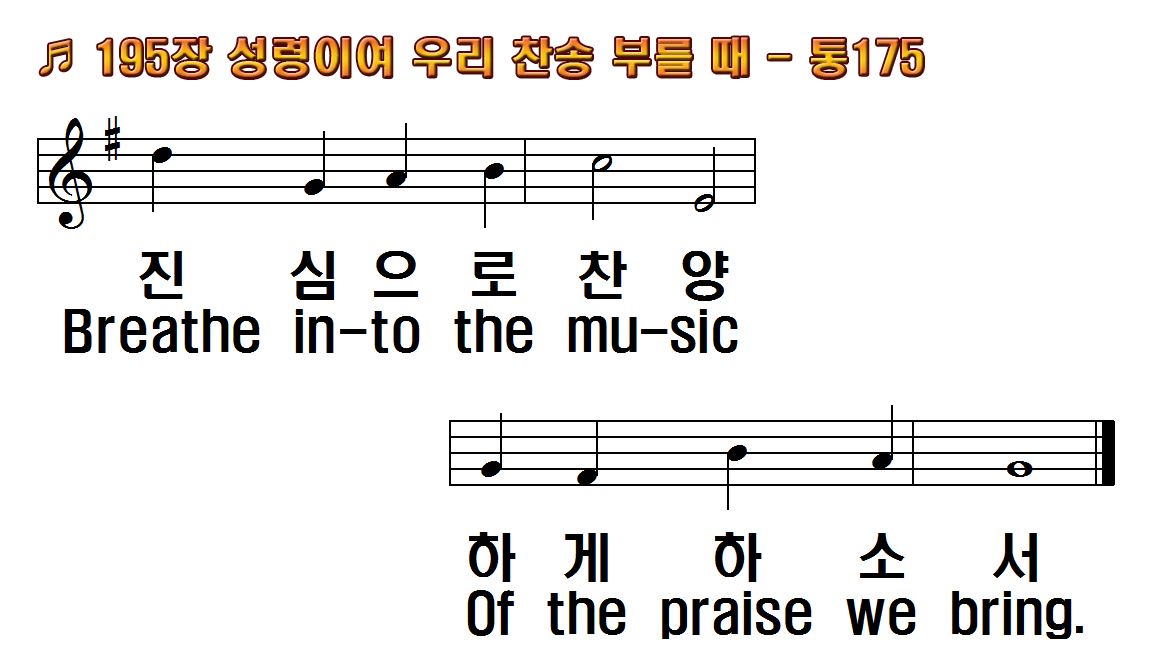 ♬ 195장 성령이여 우리 찬송 부를 때 - 통175
진 심 으 로 찬 양
Breathe in-to the mu-sic
하 게 하 소 서
Of the praise we bring.